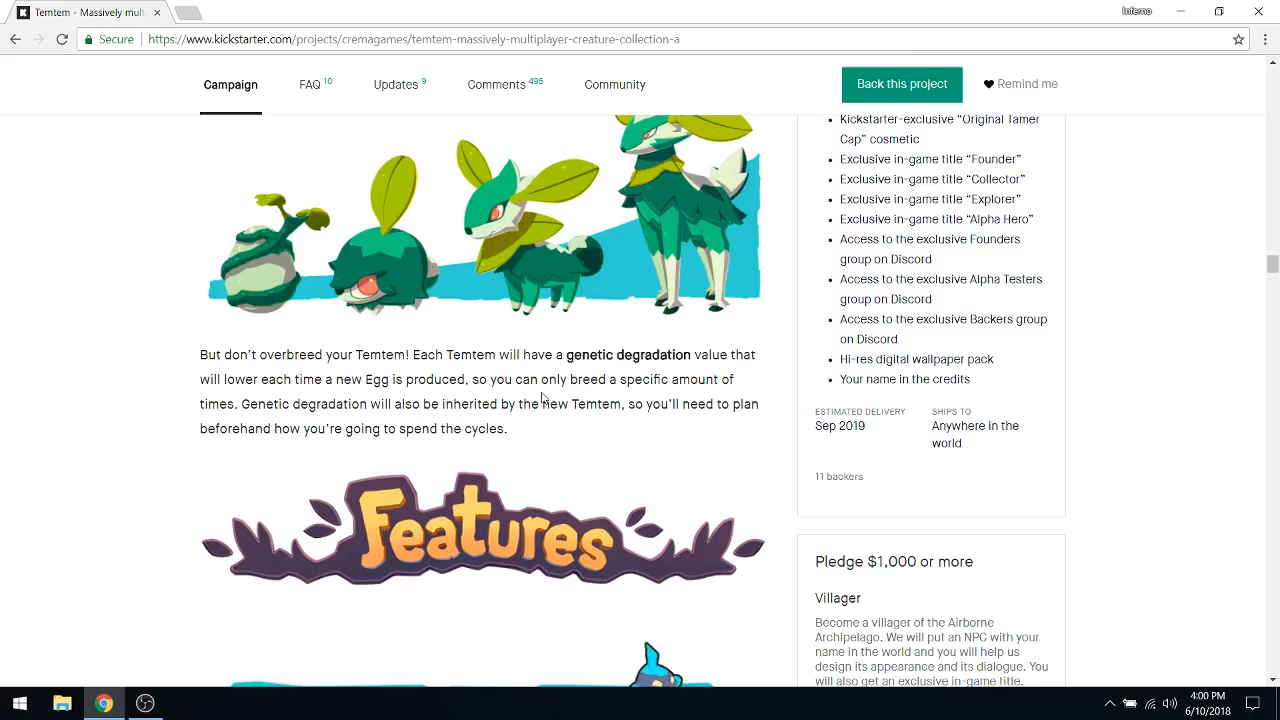 Temtem - Massively mult
Inferno
Secure
https://www.kickstarter.com/projects/cremagames/temtem-massively-multiplayer-creature-collection-a
Campaign
FAQ 10
Updates 9
Comments 495
Community
Back this project
Remind me
But don't overbreed your Temtem! Each Temtem will have a genetic degradation value that
will lower each time a new Egg is produced, so you can only breed a specific amount of
times. Genetic degradation will also be inherited by the new Temtem, so you'll need to plan
beforehand how you're going to spend the cycles.
Features
Kickstarter-exclusive “Original Tamer
Cap” cosmetic
Exclusive in-game title “Founder”
Exclusive in-game title “Collector”
Exclusive in-game title “Explorer”
Exclusive in-game title “Alpha Hero”
Access to the exclusive Founders
group on Discord
Access to the exclusive Alpha Testers
group on Discord
Access to the exclusive Backers group
on Discord
Hi-res digital wallpaper pack
Your name in the credits
ESTIMATED DELIVERY
Sep 2019
SHIPS TO
Anywhere in the
world
11 backers
Pledge $1,000 or more
Villager
Become a villager of the Airborne
Archipelago. We will put an NPC with your
name in the world and you will help us
design its appearance and its dialogue. You
will also get an exclusive in-game title.
4:00 PM
6/10/2018